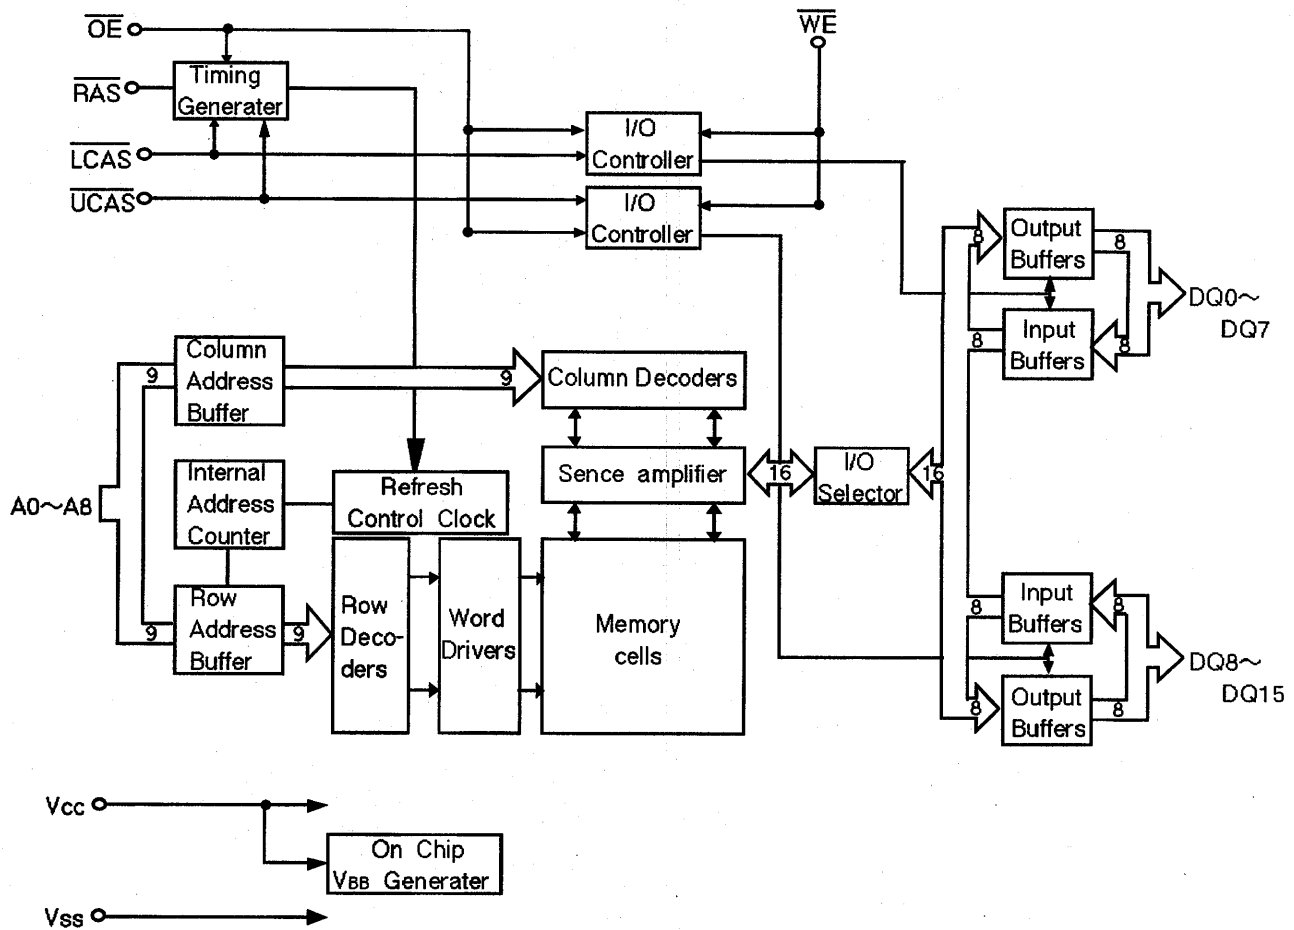 OE
WE
RAS
Timing
Generater
LCAS
UCAS
I/O
Controller
I/O
Controller
8
Output
Buffers
8
DQ0~
DQ7
8
Input
Buffers
8
9
Column
Address
Buffer
9
Column Decoders
A0~A8
Internal
Address
Counter
Refresh
Control Clock
Sence amplifier
16
I/O
Selector
16
9
Row
Address
Buffer
9
Row
Deco-
ders
Word
Drivers
Memory
cells
8
Input
Buffers
8
DQ8~
DQ15
8
Output
Buffers
8
Vcc
On Chip
VBB Generater
Vss